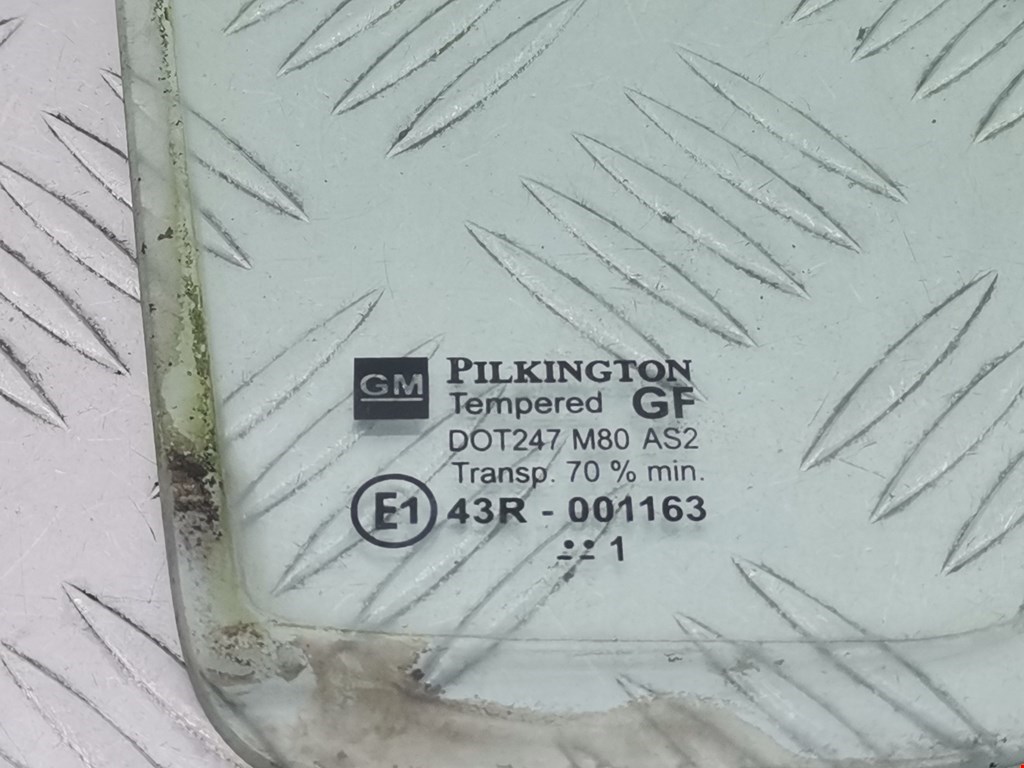 GM
PILKINGTON
Tempered GF
DOT247 M80 AS2
Transp. 70 % min.
E1 43R - 001163
1